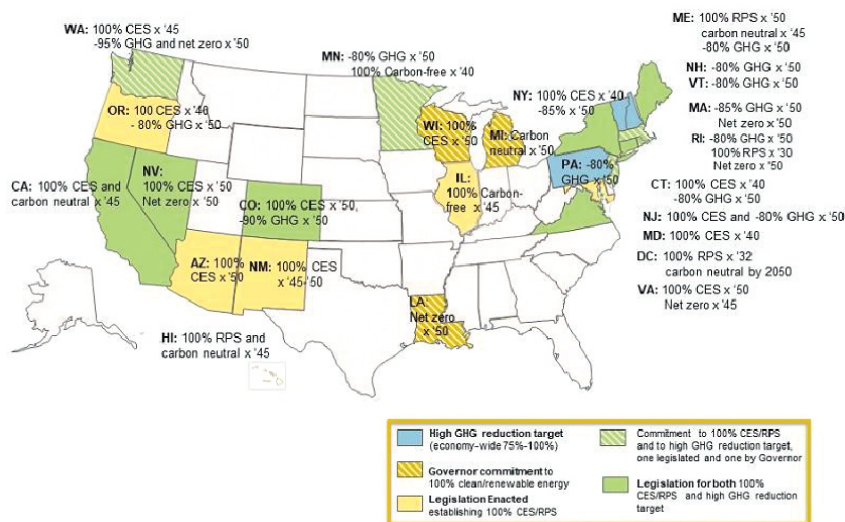 WA: 100% CES x '45
-95% GHG and net zero x '50
MN: -80% GHG x '50
100% Carbon-free x '40
OR: 100 CES x '40
- 80% GHG x '50
NY: 100% CES x '40
-85% x '50
WI: 100%
CES x '50
MI: Carbon
neutral x '50
PA: -80%
GHG x '50
NV:
100% CES x '50
Net zero x '50
CA: 100% CES and
carbon neutral x '45
CO: 100% CES x '50,
-90% GHG x '50
IL:
100% Carbon-
free x '45
AZ: 100%
CES x '50
NM: 100% CES
x '45-'50
LA
Net zero
x '50
HI: 100% RPS and
carbon neutral x '45
ME: 100% RPS x '50
carbon neutral x '45
-80% GHG x '50
NH: -80% GHG x '50
VT: -80% GHG x '50
MA: -85% GHG x '50
Net zero x '50
RI: -80% GHG x '50
100% RPS x '30
Net zero x '50
CT: 100% CES x '40
-80% GHG x '50
NJ: 100% CES and -80% GHG x '50
MD: 100% CES x '40
DC: 100% RPS x '32
carbon neutral by 2050
VA: 100% CES x '50
Net zero x '45
High GHG reduction target
(economy-wide 75%-100%)
Governor commitment to
100% clean/renewable energy
Legislation Enacted
establishing 100% CES/RPS
Commitment to 100% CES/RPS
and to high GHG reduction target,
one legislated and one by Governor
Legislation for both 100%
CES/RPS and high GHG reduction
target